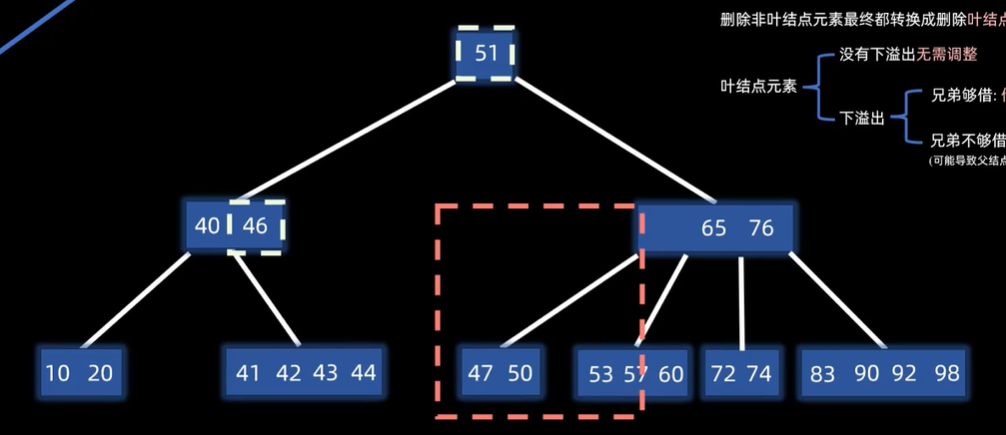 删除非叶结点元素最终都转换成删除叶结点
51
没有下溢出无需调整
叶结点元素
兄弟够借:
下溢出
兄弟不够借
(可能导致父结点
40 46
65 76
10 20
41 42 43 44
47 50
53 57 60
72 74
83 90 92 98